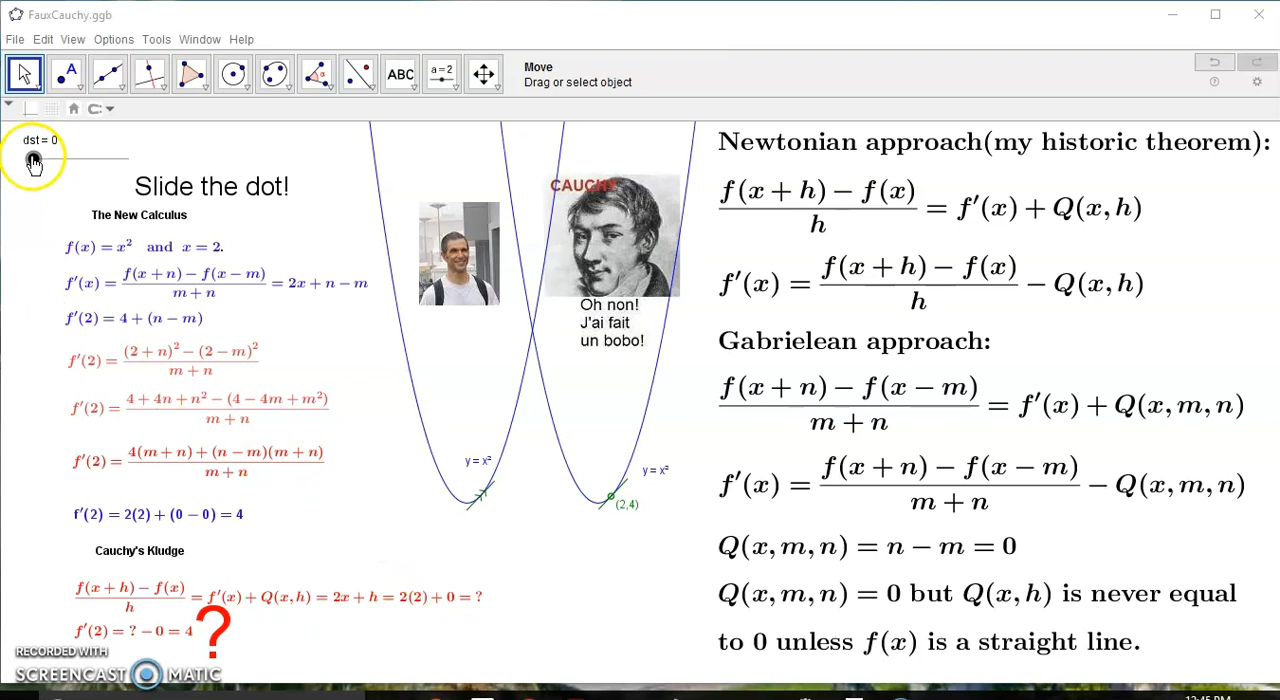 FauxCauchy.ggb
File Edit View Options Tools Window Help
A ABC a=2 Move
Drag or select object
dst = 0
Slide the dot!
The New Calculus
f(x) = x² and x = 2.
f′(x) = (f(x + n) − f(x − m))/(m + n) = 2x + n − m
f′(2) = 4 + (n − m)
f′(2) = ((2 + n)² − (2 − m)²)/(m + n)
f′(2) = (4 + 4n + n² − (4 − 4m + m²))/(m + n)
f′(2) = (4(m + n) + (n − m)(m + n))/(m + n)
f′(2) = 2(2) + (0 − 0) = 4
Cauchy's Kludge
(f(x + h) − f(x))/h = f′(x) + Q(x, h) = 2x + h = 2(2) + 0 = ?
f′(2) = ? − 0 = 4 ?
RECORDED WITH
SCREENCAST MATIC
CAUCHY
Oh non!
J'ai fait
un bobo!
y = x²
y = x²
(2,4)
Newtonian approach(my historic theorem):
(f(x + h) − f(x))/h = f′(x) + Q(x, h)
f′(x) = (f(x + h) − f(x))/h − Q(x, h)
Gabrielean approach:
(f(x + n) − f(x − m))/(m + n) = f′(x) + Q(x, m, n)
f′(x) = (f(x + n) − f(x − m))/(m + n) − Q(x, m, n)
Q(x, m, n) = n − m = 0
Q(x, m, n) = 0 but Q(x, h) is never equal
to 0 unless f(x) is a straight line.